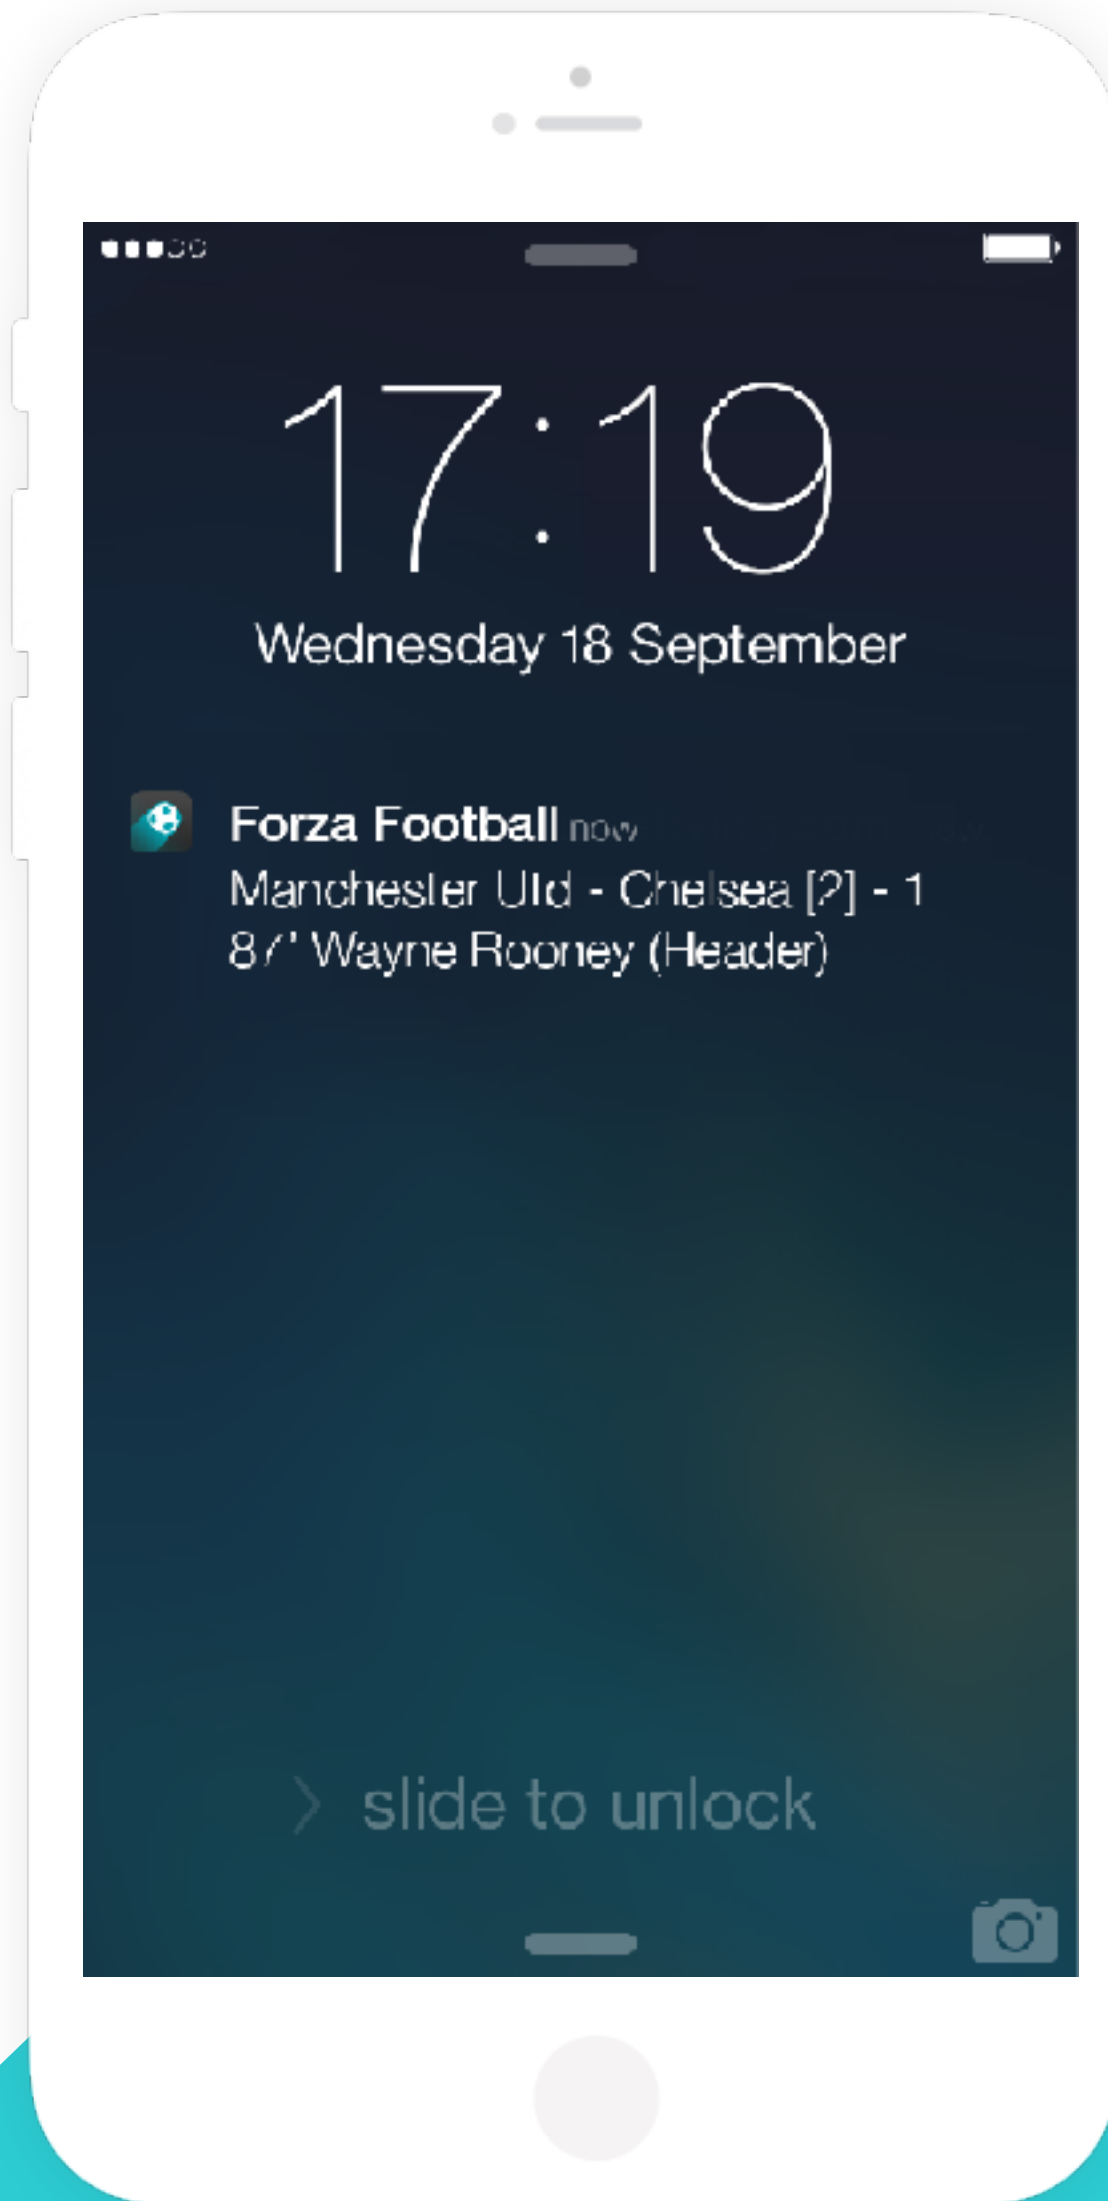 17:19
Wednesday 18 September
Forza Football now
Manchester Utd - Chelsea [2] - 1
87' Wayne Rooney (Header)
slide to unlock